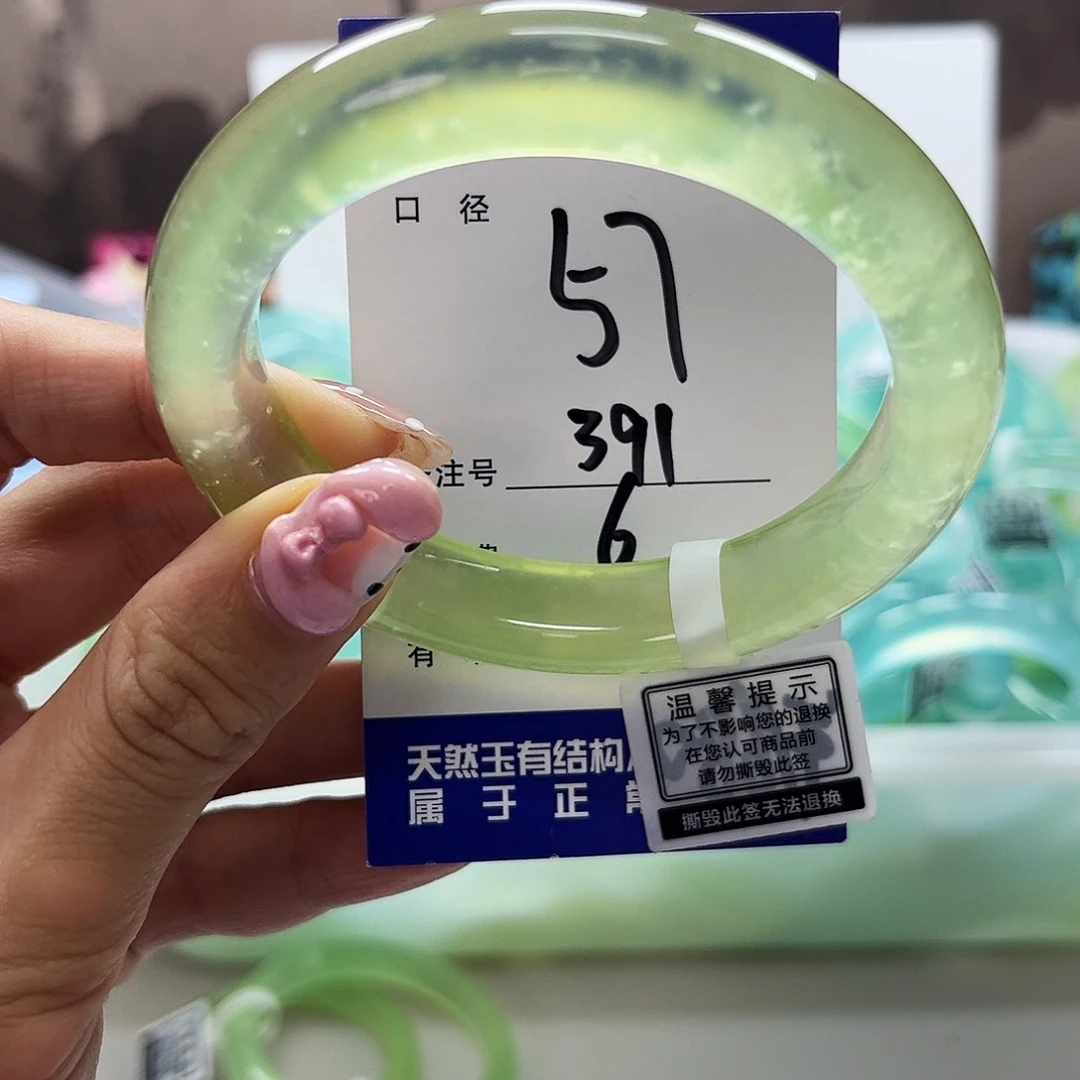 口 径
57
391
注号
6
有
天然玉有结构
属 于 正 常
温馨提示
为了不影响您的退换
在您认可商品前
请勿撕毁此签
撕毁此签无法退换